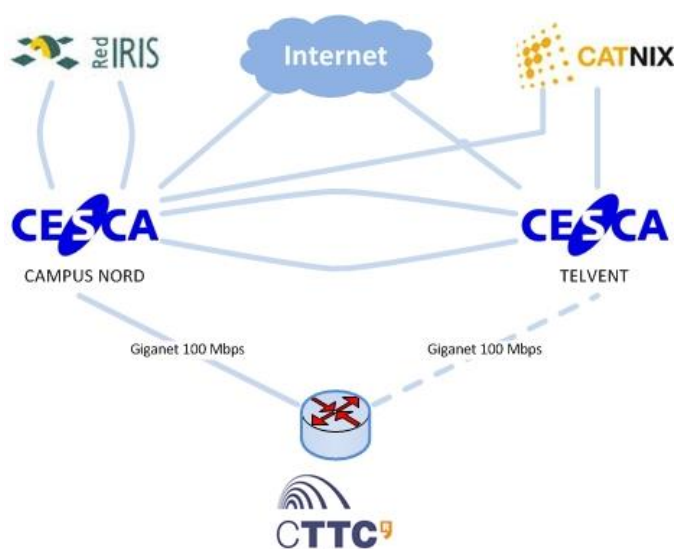 RedIRIS
Internet
CATNIX
CESCA
CAMPUS NORD
CESCA
TELVENT
Giganet 100 Mbps
Giganet 100 Mbps
CTTC